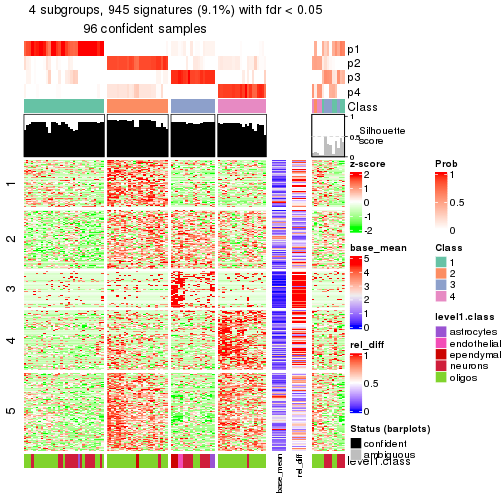 4 subgroups, 945 signatures (9.1%) with fdr < 0.05
96 confident samples
p1
p2
p3
p4
Class
1
0.5
0
Silhouette
score
1
2
3
4
5
z-score
2
1
0
-1
-2
base_mean
5
4
3
2
1
0
rel_diff
1
0.5
0
Status (barplots)
confident
ambiguous
Prob
1
0.5
0
Class
1
2
3
4
level1.class
astrocytes
endothelial
ependymal
neurons
oligos
level1.class
base_mean
rel_diff